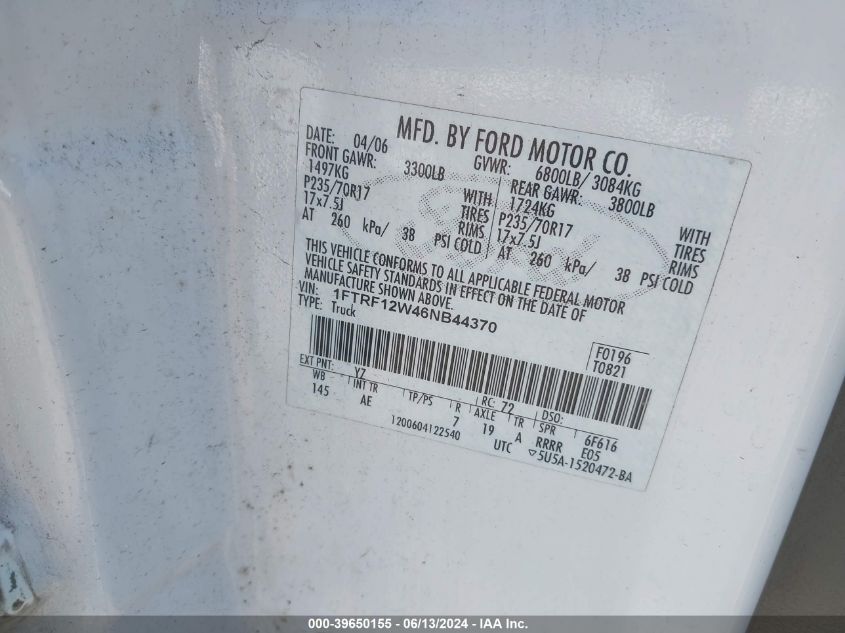 MFD. BY FORD MOTOR CO.
DATE: 04/06 GVWR: 6800LB/ 3084KG
FRONT GAWR: 3300LB REAR GAWR: 3800LB
1497KG WITH 1724KG WITH
P235/70R17 TIRES P235/70R17 TIRES
17x7.5J RIMS 17x7.5J RIMS
AT 260 kPa/ 38 PSI COLD AT 260 kPa/ 38 PSI COLD
THIS VEHICLE CONFORMS TO ALL APPLICABLE FEDERAL MOTOR
VEHICLE SAFETY STANDARDS IN EFFECT ON THE DATE OF
MANUFACTURE SHOWN ABOVE.
VIN: 1FTRF12W46NB44370
TYPE: Truck
F0196
T0821
EXT PNT: YZ RC: 72 DSO:
WB INT TR TP/PS R AXLE TR SPR 6F616
145 AE 7 19 A RRRR E05
1200604122540 UTC ▽5U5A-1520472-BA
000-39650155 - 06/13/2024 - IAA Inc.